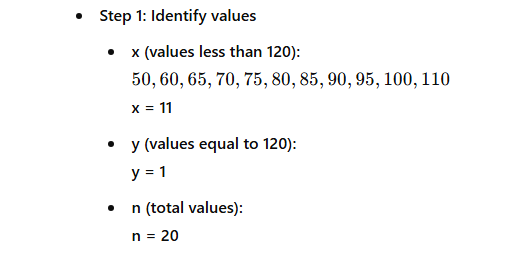 Step 1: Identify values
x (values less than 120):
50, 60, 65, 70, 75, 80, 85, 90, 95, 100, 110
x = 11
y (values equal to 120):
y = 1
n (total values):
n = 20